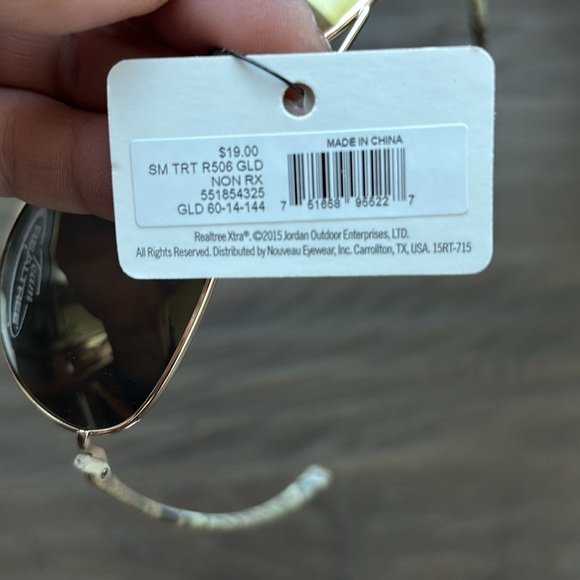 MADE IN CHINA
$19.00
SM TRT R506 GLD
NON RX
551854325
GLD 60-14-144
7 51658 95522 7
Realtree Xtra®. ©2015 Jordan Outdoor Enterprises, LTD.
All Rights Reserved. Distributed by Nouveau Eyewear, Inc. Carrollton, TX, USA. 15RT-715